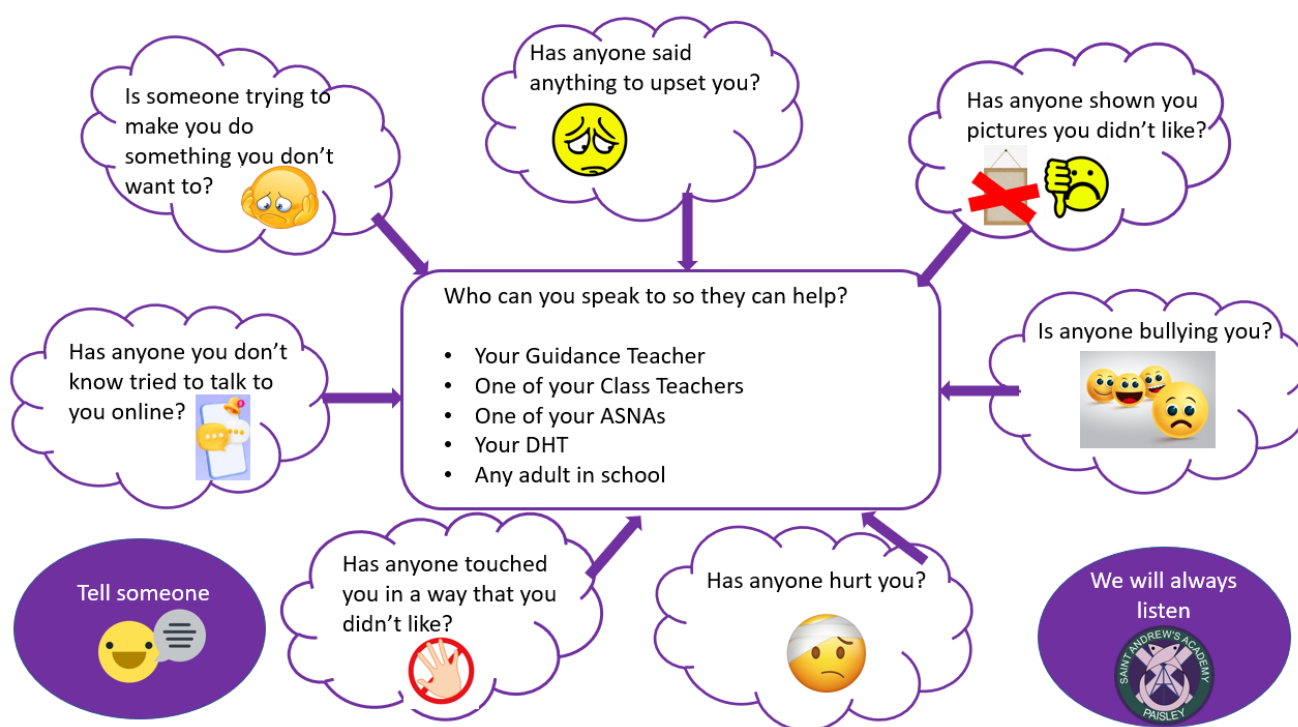 Has anyone said
anything to upset you?
Is someone trying to
make you do
something you don't
want to?
Has anyone shown you
pictures you didn't like?
Who can you speak to so they can help?
• Your Guidance Teacher
• One of your Class Teachers
• One of your ASNAs
• Your DHT
• Any adult in school
Has anyone you don't
know tried to talk to
you online?
Is anyone bullying you?
Tell someone
Has anyone touched
you in a way that you
didn't like?
Has anyone hurt you?
We will always
listen
SAINT ANDREW'S ACADEMY
PAISLEY